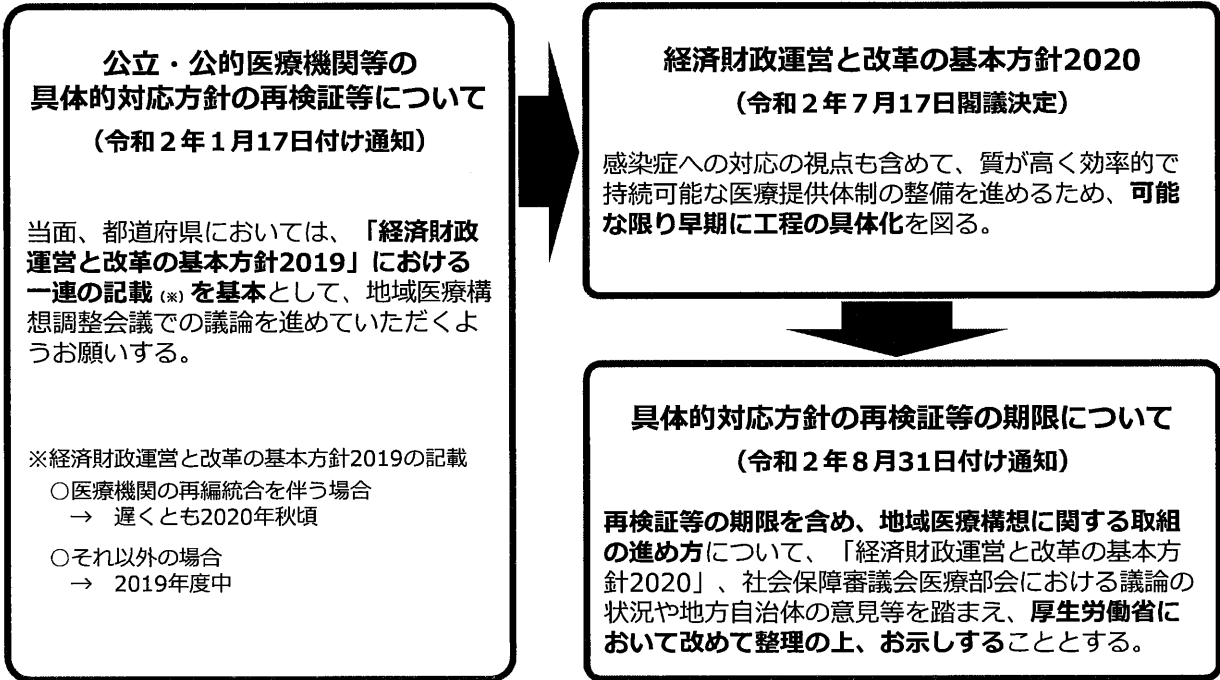 公立・公的医療機関等の
具体的対応方針の再検証等について
（令和２年１月17日付け通知）
当面、都道府県においては、「経済財政
運営と改革の基本方針2019」における
一連の記載（※）を基本として、地域医療構
想調整会議での議論を進めていただくよ
うお願いする。
※経済財政運営と改革の基本方針2019の記載
○医療機関の再編統合を伴う場合
→ 遅くとも2020年秋頃
○それ以外の場合
→ 2019年度中
経済財政運営と改革の基本方針2020
（令和２年７月17日閣議決定）
感染症への対応の視点も含めて、質が高く効率的で
持続可能な医療提供体制の整備を進めるため、可能
な限り早期に工程の具体化を図る。
具体的対応方針の再検証等の期限について
（令和２年８月31日付け通知）
再検証等の期限を含め、地域医療構想に関する取組
の進め方について、「経済財政運営と改革の基本方
針2020」、社会保障審議会医療部会における議論の
状況や地方自治体の意見等を踏まえ、厚生労働省に
おいて改めて整理の上、お示しすることとする。